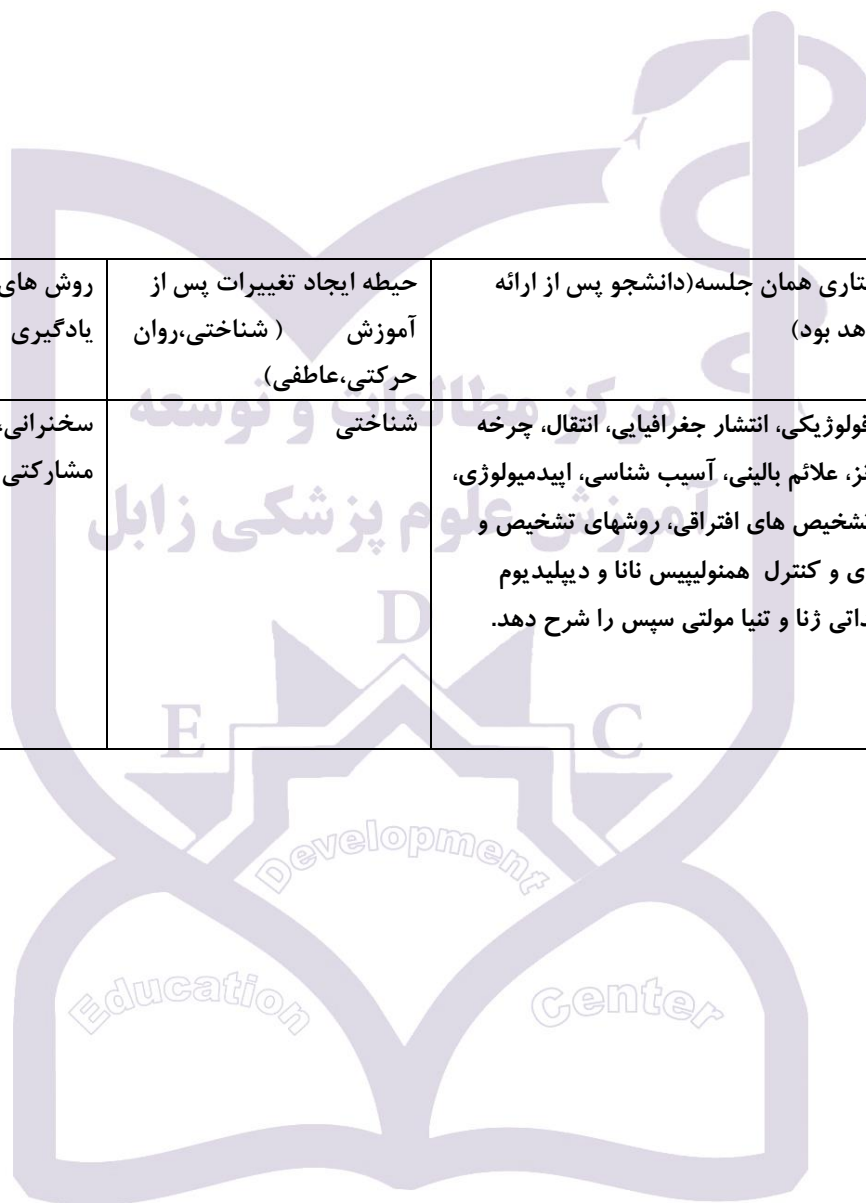 تاری همان جلسه(دانشجو پس از ارائه
هد بود)
حیطه ایجاد تغییرات پس از
آموزش (شناختی،روان
حرکتی،عاطفی)
روش های
یادگیری
فولوژیکی، انتشار جغرافیایی، انتقال، چرخه
نز، علائم بالینی، آسیب شناسی، اپیدمیولوژی،
تشخیص های افتراقی، روشهای تشخیص و
ی و کنترل همنولیپیس نانا و دیپلیدیوم
داتی ژنا و تنیا مولتی سپس را شرح دهد.
شناختی
سخنرانی،
مشارکتی
مرکز مطالعات و توسعه
آموزش علوم پزشکی زابل
E D C
Education Development Center